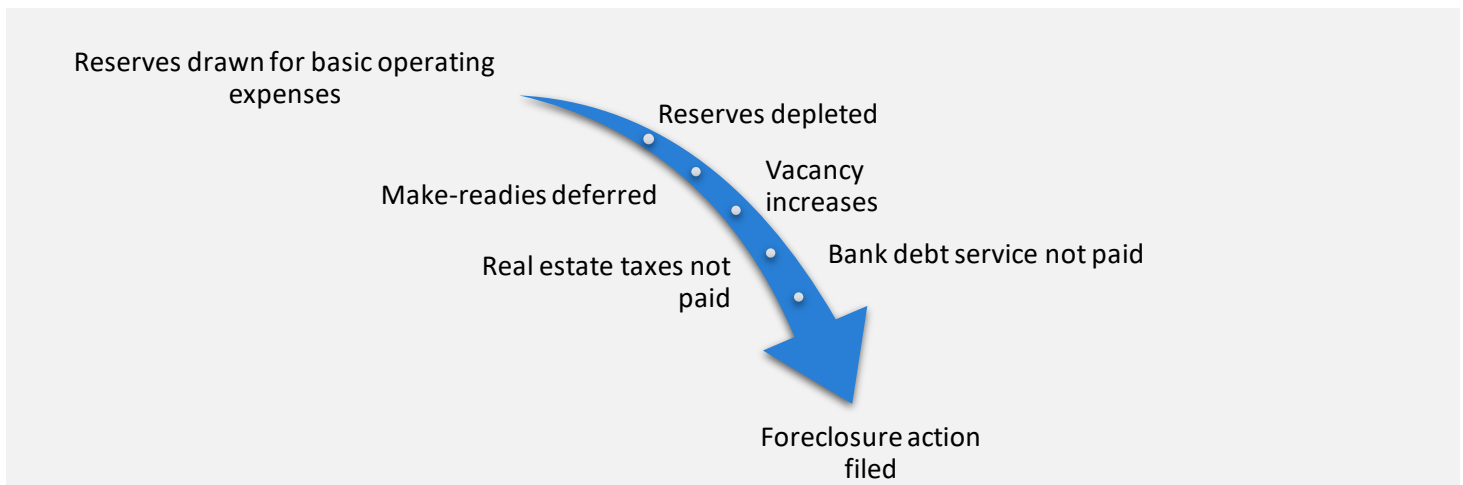 Reserves drawn for basic operating
expenses
Reserves depleted
Make-readies deferred
Vacancy
increases
Real estate taxes not
paid
Bank debt service not paid
Foreclosure action
filed